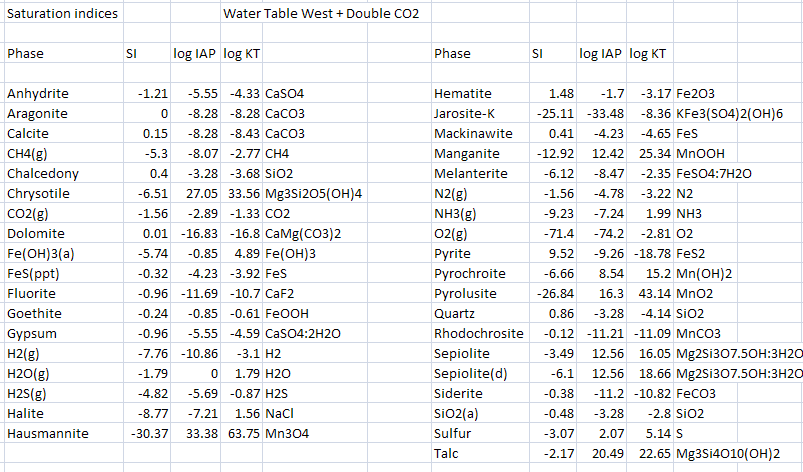 Saturation indices Water Table West + Double CO2
Phase SI log IAP log KT Phase SI log IAP log KT
Anhydrite -1.21 -5.55 -4.33 CaSO4 Hematite 1.48 -1.7 -3.17 Fe2O3
Aragonite 0 -8.28 -8.28 CaCO3 Jarosite-K -25.11 -33.48 -8.36 KFe3(SO4)2(OH)6
Calcite 0.15 -8.28 -8.43 CaCO3 Mackinawite 0.41 -4.23 -4.65 FeS
CH4(g) -5.3 -8.07 -2.77 CH4 Manganite -12.92 12.42 25.34 MnOOH
Chalcedony 0.4 -3.28 -3.68 SiO2 Melanterite -6.12 -8.47 -2.35 FeSO4:7H2O
Chrysotile -6.51 27.05 33.56 Mg3Si2O5(OH)4 N2(g) -1.56 -4.78 -3.22 N2
CO2(g) -1.56 -2.89 -1.33 CO2 NH3(g) -9.23 -7.24 1.99 NH3
Dolomite 0.01 -16.83 -16.8 CaMg(CO3)2 O2(g) -71.4 -74.2 -2.81 O2
Fe(OH)3(a) -5.74 -0.85 4.89 Fe(OH)3 Pyrite 9.52 -9.26 -18.78 FeS2
FeS(ppt) -0.32 -4.23 -3.92 FeS Pyrochroite -6.66 8.54 15.2 Mn(OH)2
Fluorite -0.96 -11.69 -10.7 CaF2 Pyrolusite -26.84 16.3 43.14 MnO2
Goethite -0.24 -0.85 -0.61 FeOOH Quartz 0.86 -3.28 -4.14 SiO2
Gypsum -0.96 -5.55 -4.59 CaSO4:2H2O Rhodochrosite -0.12 -11.21 -11.09 MnCO3
H2(g) -7.76 -10.86 -3.1 H2 Sepiolite -3.49 12.56 16.05 Mg2Si3O7.5OH:3H2O
H2O(g) -1.79 0 1.79 H2O Sepiolite(d) -6.1 12.56 18.66 Mg2Si3O7.5OH:3H2O
H2S(g) -4.82 -5.69 -0.87 H2S Siderite -0.38 -11.2 -10.82 FeCO3
Halite -8.77 -7.21 1.56 NaCl SiO2(a) -0.48 -3.28 -2.8 SiO2
Hausmannite -30.37 33.38 63.75 Mn3O4 Sulfur -3.07 2.07 5.14 S
Talc -2.17 20.49 22.65 Mg3Si4O10(OH)2